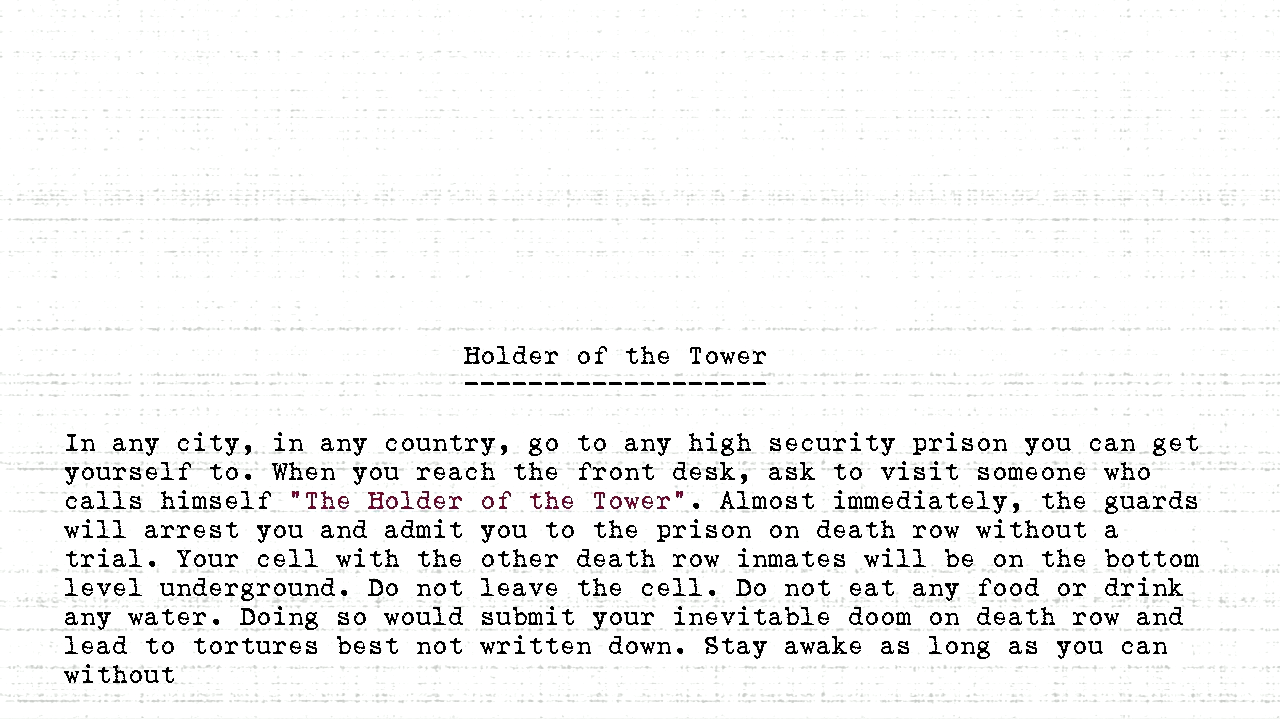 Holder of the Tower
-------------------
In any city, in any country, go to any high security prison you can get
yourself to. When you reach the front desk, ask to visit someone who
calls himself "The Holder of the Tower". Almost immediately, the guards
will arrest you and admit you to the prison on death row without a
trial. Your cell with the other death row inmates will be on the bottom
level underground. Do not leave the cell. Do not eat any food or drink
any water. Doing so would submit your inevitable doom on death row and
lead to tortures best not written down. Stay awake as long as you can
without